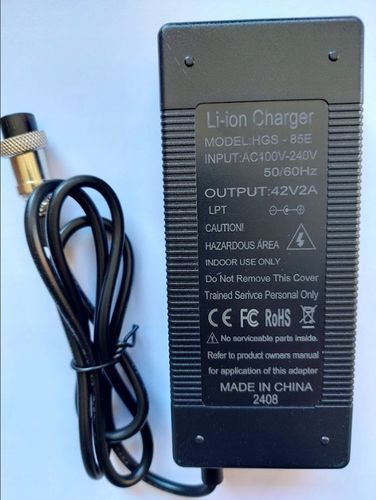 Li-ion Charger
MODEL:HGS - 85E
INPUT:AC100V-240V
50/60Hz
OUTPUT:42V2A
LPT
CAUTION!
HAZARDOUS ÁREA
INDOOR USE ONLY
Do Not Remove This Cover
Trained Serivce Personal Only
CE FC RoHS
No serviceable parts inside.
Refer to product owners manual
for application of this adapter
MADE IN CHINA
2408